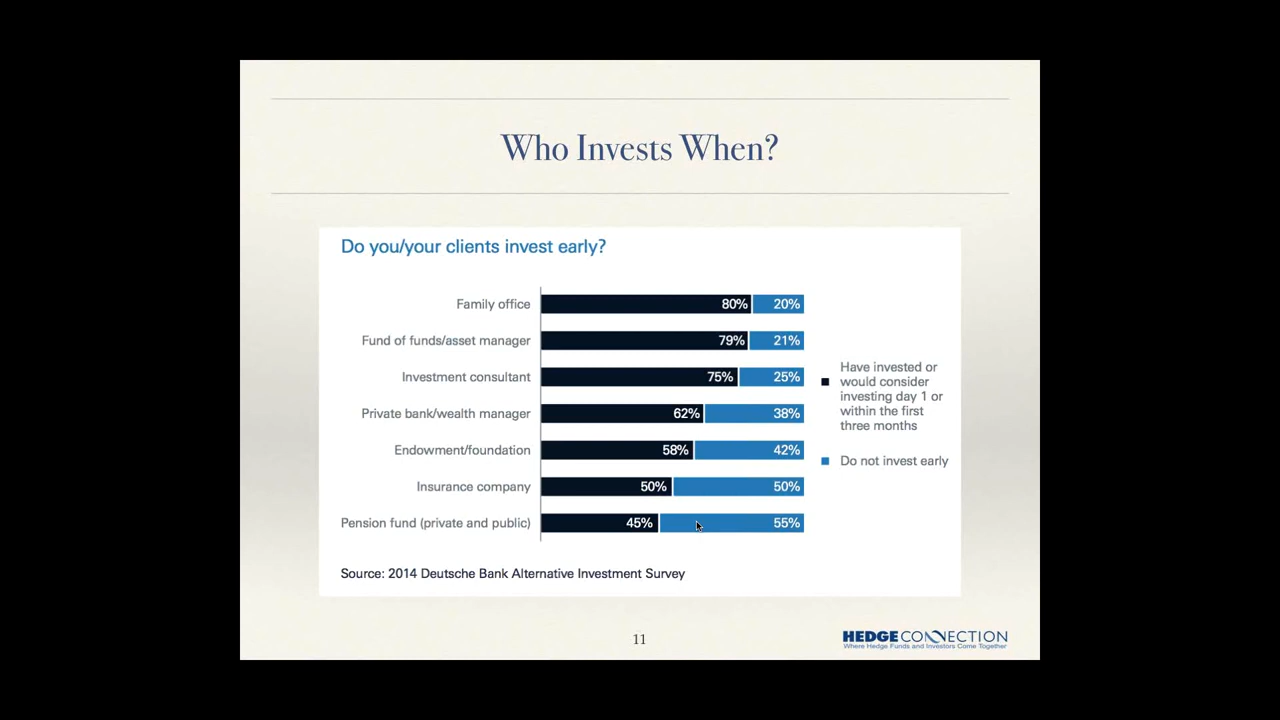 Who Invests When?
Do you/your clients invest early?
Family office 80% 20%
Fund of funds/asset manager 79% 21%
Investment consultant 75% 25%
Private bank/wealth manager 62% 38%
Endowment/foundation 58% 42%
Insurance company 50% 50%
Pension fund (private and public) 45% 55%
Have invested or
would consider
investing day 1 or
within the first
three months
Do not invest early
Source: 2014 Deutsche Bank Alternative Investment Survey
11
HEDGECONNECTION
Where Hedge Funds and Investors Come Together